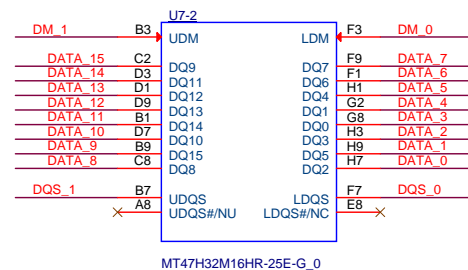 U7-2
DM_1 B3 UDM LDM F3 DM_0
DATA_15 C2 DQ9 DQ7 F9 DATA_7
DATA_14 D3 DQ11 DQ6 F1 DATA_6
DATA_13 D1 DQ12 DQ4 H1 DATA_5
DATA_12 D9 DQ13 DQ1 G2 DATA_4
DATA_11 B1 DQ14 DQ0 G8 DATA_3
DATA_10 D7 DQ10 DQ3 H3 DATA_2
DATA_9 B9 DQ15 DQ5 H9 DATA_1
DATA_8 C8 DQ8 DQ2 H7 DATA_0
DQS_1 B7 UDQS LDQS F7 DQS_0
A8 UDQS#/NU LDQS#/NC E8
MT47H32M16HR-25E-G_0